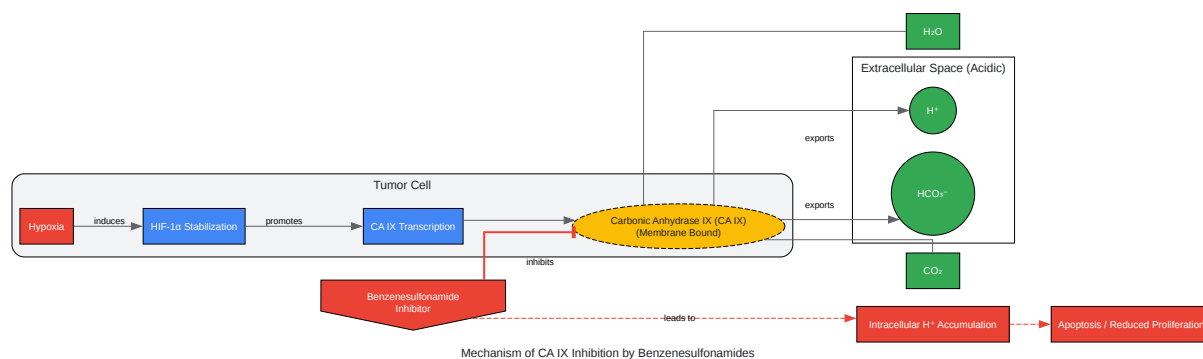 H₂O
Extracellular Space (Acidic)
H⁺
exports
Tumor Cell
HCO₃⁻
Hypoxia
induces
HIF-1α Stabilization
promotes
CA IX Transcription
Carbonic Anhydrase IX (CA IX)
(Membrane Bound)
exports
inhibits
CO₂
Benzenesulfonamide
Inhibitor
leads to
Intracellular H⁺ Accumulation
Apoptosis / Reduced Proliferation
Mechanism of CA IX Inhibition by Benzenesulfonamides